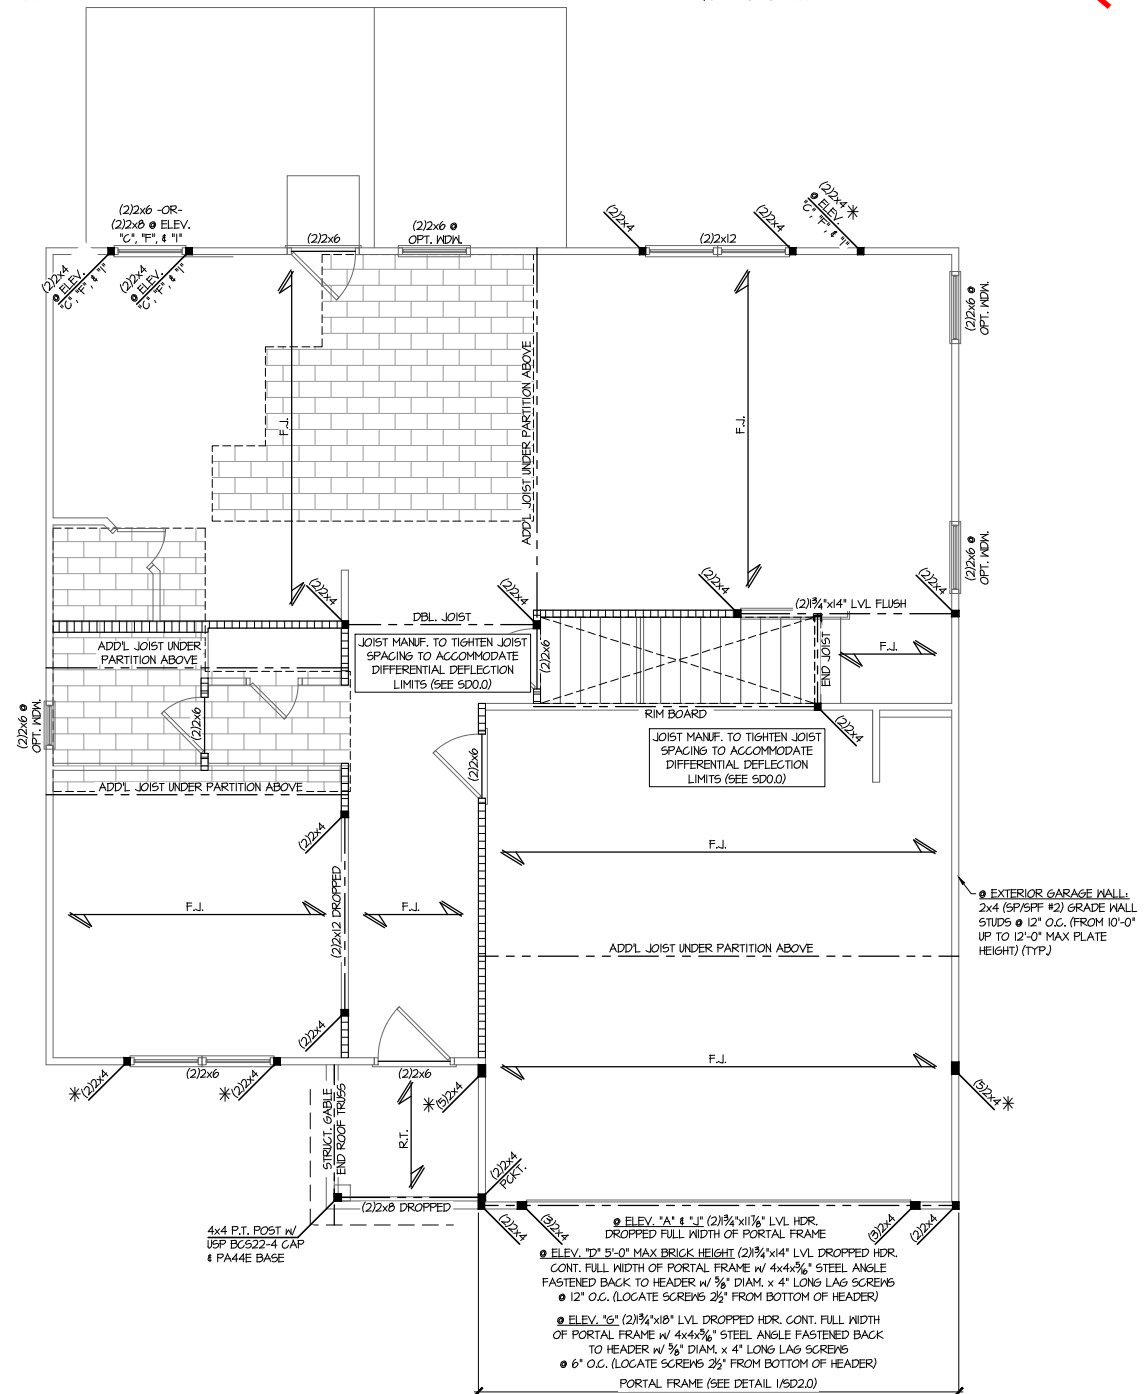 (2)2x4 ✳
@ ELEV.
"C", "F", & "I"
(2)2x6 -OR-
(2)2x8 @ ELEV.
"C", "F", & "I"
(2)2x6
(2)2x6 @
OPT. WDW.
(2)2x4
(2)2x12
(2)2x4
(2)2x4
@ ELEV.
"C", "F", & "I"
(2)2x4
@ ELEV.
"C", "F", & "I"
(2)2x6 @
OPT. WDW.
F.J.
ADD'L JOIST UNDER PARTITION ABOVE
F.J.
(2)2x6 @
OPT. WDW.
(2)2x4
(2)2x4
(2)2x4
(2)2x4
DBL. JOIST
(2)1¾"x14" LVL FLUSH
ADD'L JOIST UNDER
PARTITION ABOVE
JOIST MANUF. TO TIGHTEN JOIST
SPACING TO ACCOMMODATE
DIFFERENTIAL DEFLECTION
LIMITS (SEE SD0.0)
(2)2x6
END JOIST
F.J.
(2)2x6 @
OPT. WDW.
(2)2x6
RIM BOARD
(2)2x4
(2)2x6
JOIST MANUF. TO TIGHTEN JOIST
SPACING TO ACCOMMODATE
DIFFERENTIAL DEFLECTION
LIMITS (SEE SD0.0)
ADD'L JOIST UNDER PARTITION ABOVE
(2)2x4
F.J.
F.J.
F.J.
(2)2x12 DROPPED
@ EXTERIOR GARAGE WALL:
2x4 (SP/SPF #2) GRADE WALL
STUDS @ 12" O.C. (FROM 10'-0"
UP TO 12'-0" MAX PLATE
HEIGHT) (TYP.)
ADD'L JOIST UNDER PARTITION ABOVE
(2)2x4
F.J.
✳(2)2x4
(2)2x6
✳(2)2x4
(2)2x6
✳(5)2x4
(5)2x4✳
STRUCT. GABLE
END ROOF TRUSS
R.T.
(2)2x4
PCKT.
(2)2x8 DROPPED
4x4 P.T. POST W/
USP BCS22-4 CAP
& PA44E BASE
(2)2x4
(3)2x4
(3)2x4
(2)2x4
@ ELEV. "A" & "J" (2)1¾"x11⅞" LVL HDR.
DROPPED FULL WIDTH OF PORTAL FRAME
@ ELEV. "D" 5'-0" MAX BRICK HEIGHT (2)1¾"x14" LVL DROPPED HDR.
CONT. FULL WIDTH OF PORTAL FRAME W/ 4x4x5/16" STEEL ANGLE
FASTENED BACK TO HEADER W/ ⅝" DIAM. x 4" LONG LAG SCREWS
@ 12" O.C. (LOCATE SCREWS 2½" FROM BOTTOM OF HEADER)
@ ELEV. "G" (2)1¾"x18" LVL DROPPED HDR. CONT. FULL WIDTH
OF PORTAL FRAME W/ 4x4x5/16" STEEL ANGLE FASTENED BACK
TO HEADER W/ ⅝" DIAM. x 4" LONG LAG SCREWS
@ 6" O.C. (LOCATE SCREWS 2½" FROM BOTTOM OF HEADER)
PORTAL FRAME (SEE DETAIL 1/SD2.0)